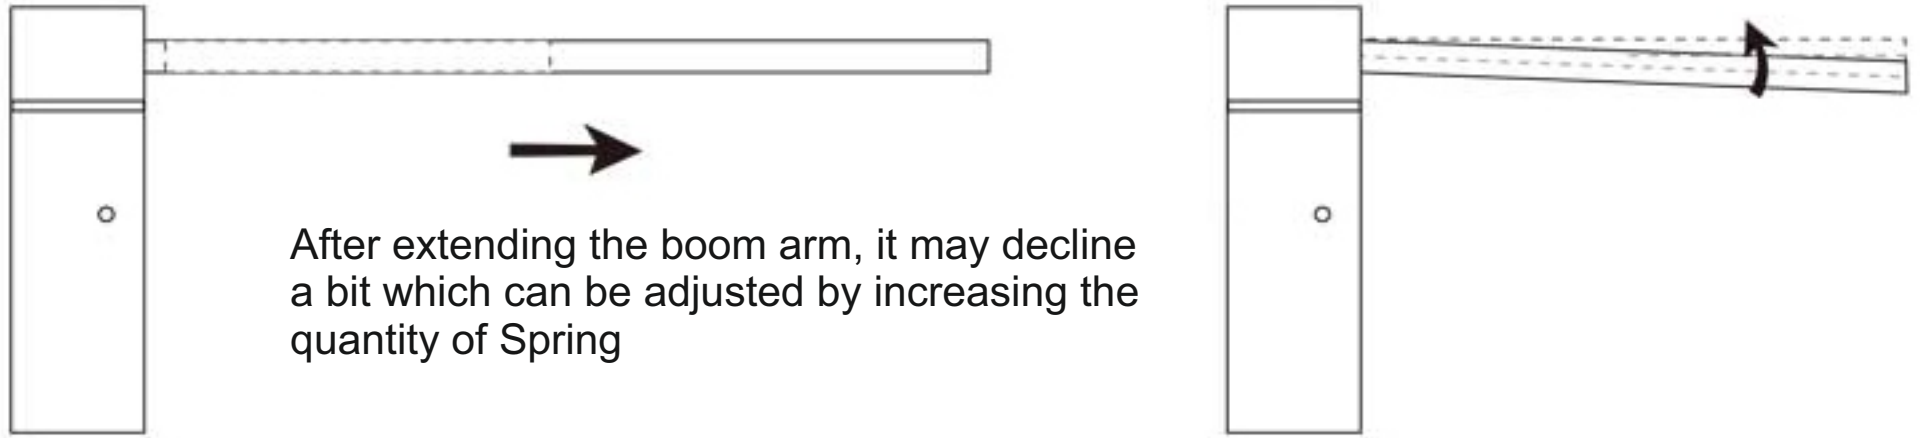 After extending the boom arm, it may decline
a bit which can be adjusted by increasing the
quantity of Spring